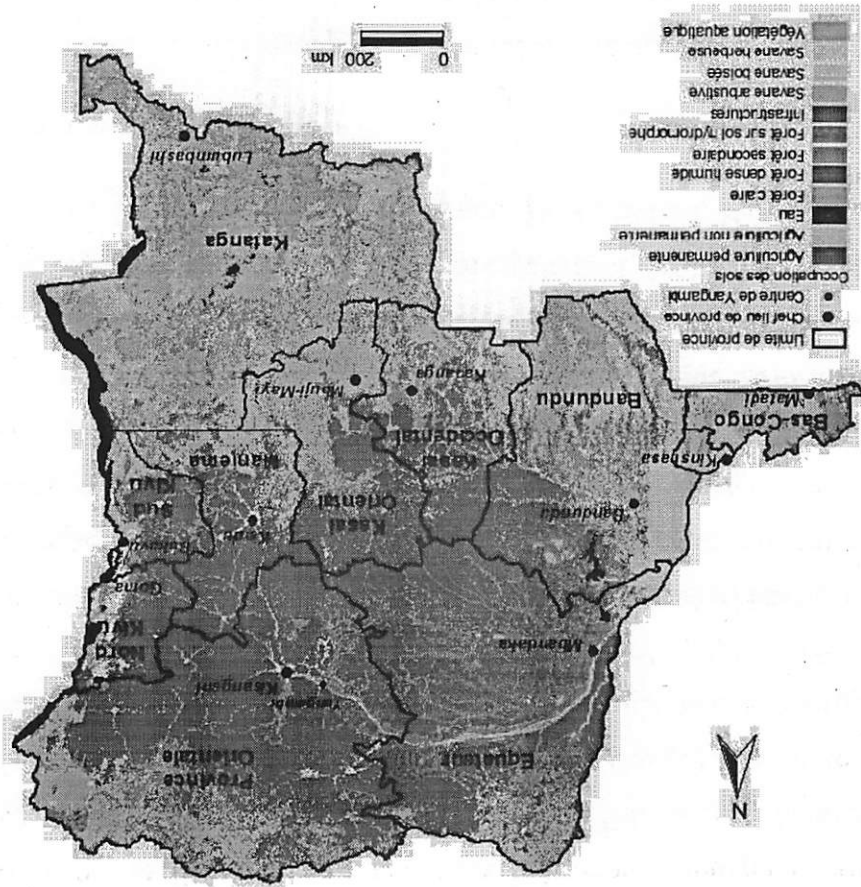 N
Province
Orientale
Equateur
Yangambi
Kisangani
Mbandaka
Nord
Kivu
Goma
Bukavu
Sud
Kivu
Kindu
Maniema
Bandundu
Kasaï
Oriental
Kasaï
Occidental
Kinshasa
Bas-Congo
Matadi
Bandundu
Kananga
Mbuji-Mayi
Katanga
Lubumbashi
Limite de province
Chef lieu de province
Centre de Yangambi
Occupation des sols
Agriculture permanente
Agriculture non permanente
Eau
Forêt claire
Forêt danse humide
Forêt secondaire
Forêt sur sol hydromorphe
Infrastructures
Savane arbustive
Savane boisée
Savane herbeuse
Végétation aquatique
0 200 km